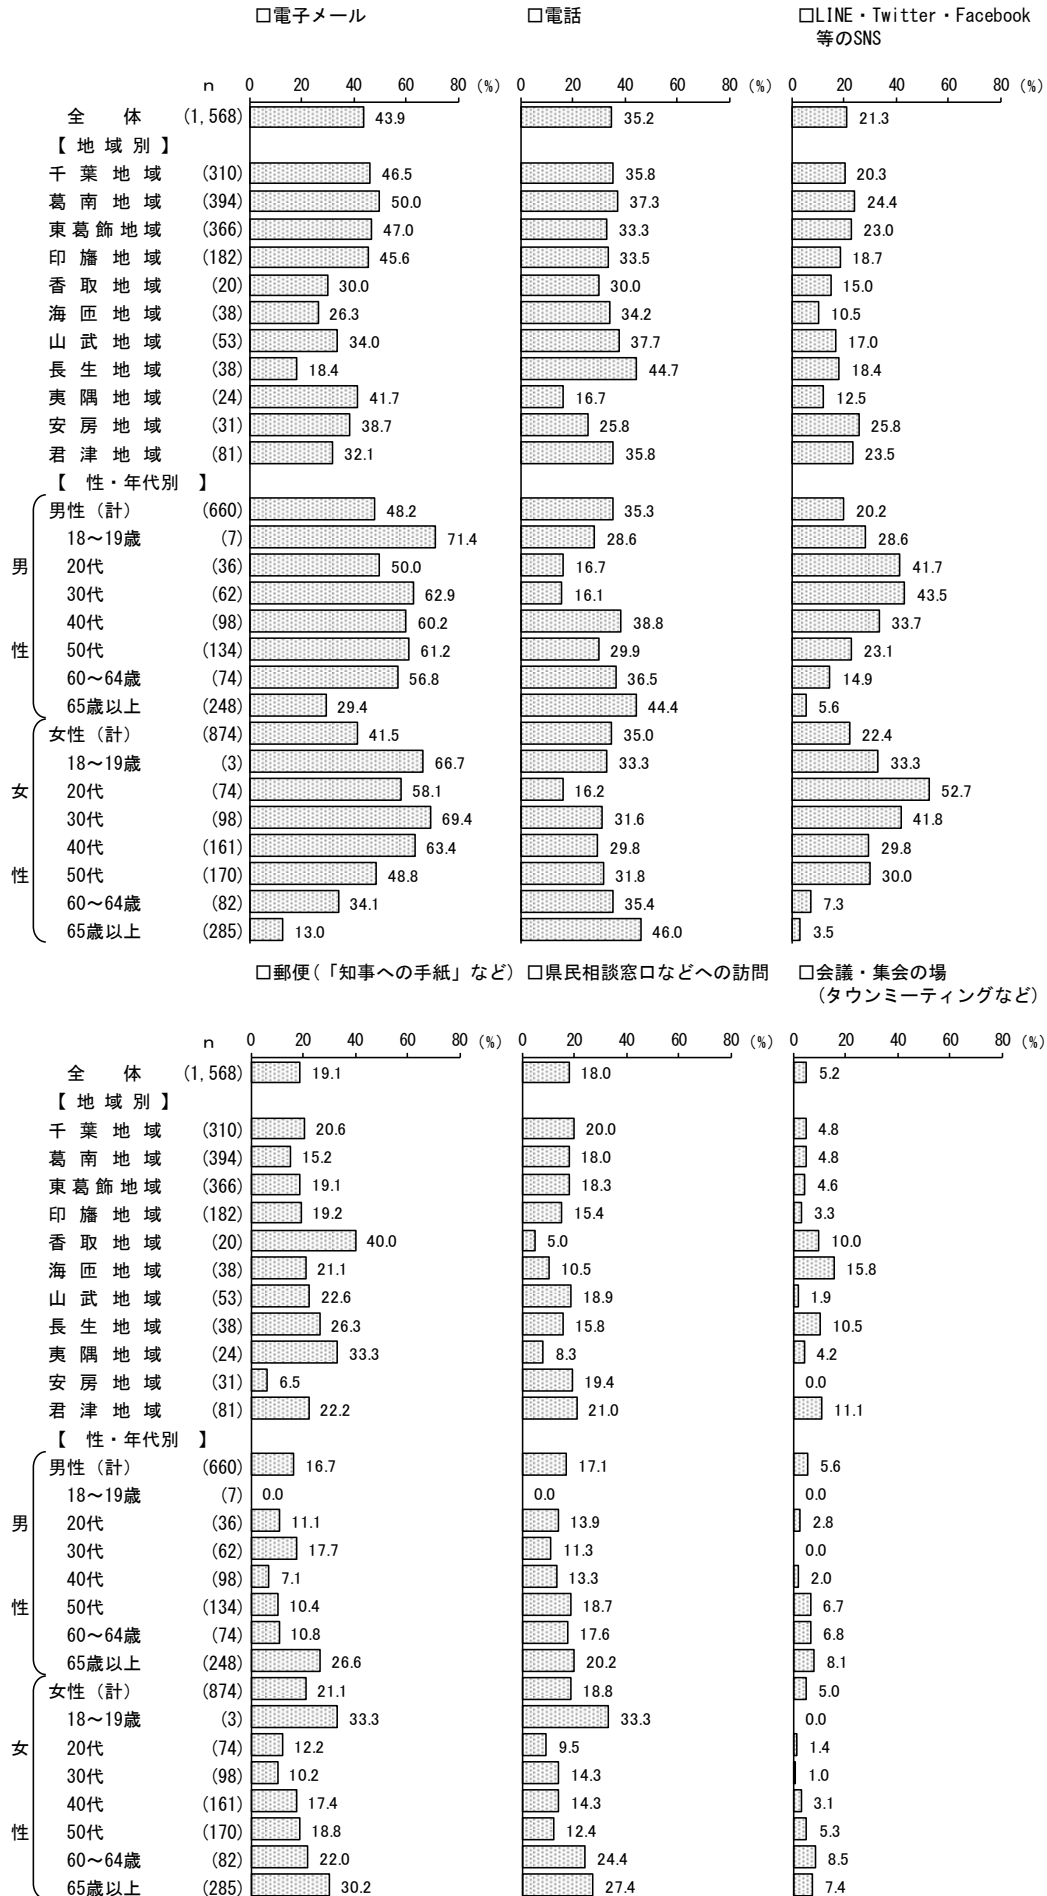 □電子メール □電話 □LINE・Twitter・Facebook
等のSNS
n 0 20 40 60 80 (%) 0 20 40 60 80 (%) 0 20 40 60 80 (%)
全体 (1,568) 43.9 35.2 21.3
【地域別】
千葉地域 (310) 46.5 35.8 20.3
葛南地域 (394) 50.0 37.3 24.4
東葛飾地域 (366) 47.0 33.3 23.0
印旛地域 (182) 45.6 33.5 18.7
香取地域 (20) 30.0 30.0 15.0
海匝地域 (38) 26.3 34.2 10.5
山武地域 (53) 34.0 37.7 17.0
長生地域 (38) 18.4 44.7 18.4
夷隅地域 (24) 41.7 16.7 12.5
安房地域 (31) 38.7 25.8 25.8
君津地域 (81) 32.1 35.8 23.5
【性・年代別】
男性(計) (660) 48.2 35.3 20.2
18～19歳 (7) 71.4 28.6 28.6
男 20代 (36) 50.0 16.7 41.7
30代 (62) 62.9 16.1 43.5
40代 (98) 60.2 38.8 33.7
性 50代 (134) 61.2 29.9 23.1
60～64歳 (74) 56.8 36.5 14.9
65歳以上 (248) 29.4 44.4 5.6
女性(計) (874) 41.5 35.0 22.4
18～19歳 (3) 66.7 33.3 33.3
女 20代 (74) 58.1 16.2 52.7
30代 (98) 69.4 31.6 41.8
40代 (161) 63.4 29.8 29.8
性 50代 (170) 48.8 31.8 30.0
60～64歳 (82) 34.1 35.4 7.3
65歳以上 (285) 13.0 46.0 3.5
□郵便(「知事への手紙」など) □県民相談窓口などへの訪問 □会議・集会の場
(タウンミーティングなど)
n 0 20 40 60 80 (%) 0 20 40 60 80 (%) 0 20 40 60 80 (%)
全体 (1,568) 19.1 18.0 5.2
【地域別】
千葉地域 (310) 20.6 20.0 4.8
葛南地域 (394) 15.2 18.0 4.8
東葛飾地域 (366) 19.1 18.3 4.6
印旛地域 (182) 19.2 15.4 3.3
香取地域 (20) 40.0 5.0 10.0
海匝地域 (38) 21.1 10.5 15.8
山武地域 (53) 22.6 18.9 1.9
長生地域 (38) 26.3 15.8 10.5
夷隅地域 (24) 33.3 8.3 4.2
安房地域 (31) 6.5 19.4 0.0
君津地域 (81) 22.2 21.0 11.1
【性・年代別】
男性(計) (660) 16.7 17.1 5.6
18～19歳 (7) 0.0 0.0 0.0
男 20代 (36) 11.1 13.9 2.8
30代 (62) 17.7 11.3 0.0
40代 (98) 7.1 13.3 2.0
性 50代 (134) 10.4 18.7 6.7
60～64歳 (74) 10.8 17.6 6.8
65歳以上 (248) 26.6 20.2 8.1
女性(計) (874) 21.1 18.8 5.0
18～19歳 (3) 33.3 33.3 0.0
女 20代 (74) 12.2 9.5 1.4
30代 (98) 10.2 14.3 1.0
40代 (161) 17.4 14.3 3.1
性 50代 (170) 18.8 12.4 5.3
60～64歳 (82) 22.0 24.4 8.5
65歳以上 (285) 30.2 27.4 7.4